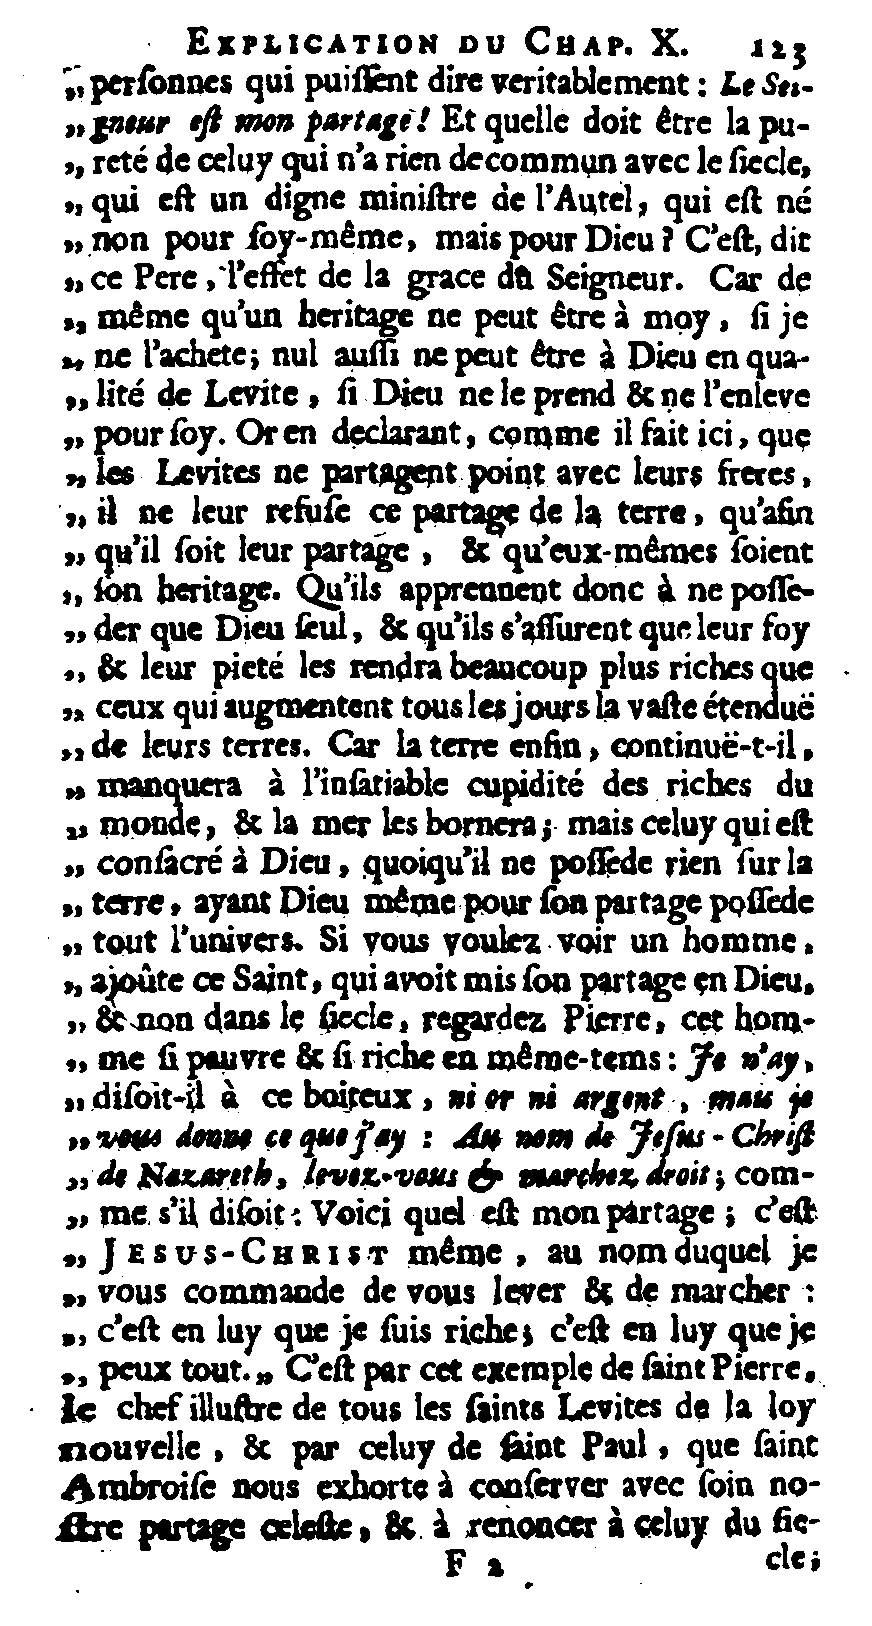 EXPLICATION DU CHAP. X. 123
„ perſonnes qui puiſſent dire veritablement : Le Sei-
„ gneur eſt mon partage! Et quelle doit être la pu-
„ reté de celuy qui n'a rien de commun avec le ſiecle,
„ qui eſt un digne miniſtre de l'Autel, qui eſt né
„ non pour ſoy-même, mais pour Dieu ? C'eſt, dit
„ ce Pere, l'effet de la grace du Seigneur. Car de
„ même qu'un heritage ne peut être à moy, ſi je
„ ne l'achete; nul auſſi ne peut être à Dieu en qua-
„ lité de Levite, ſi Dieu ne le prend & ne l'enleve
„ pour ſoy. Or en declarant, comme il fait ici, que
„ les Levites ne partagent point avec leurs freres,
„ il ne leur refuſe ce partage de la terre, qu'afin
„ qu'il ſoit leur partage, & qu'eux-mêmes ſoient
„ ſon heritage. Qu'ils apprennent donc à ne poſſe-
„ der que Dieu ſeul, & qu'ils s'aſſurent que leur foy
„ & leur pieté les rendra beaucoup plus riches que
„ ceux qui augmentent tous les jours la vaſte étenduë
„ de leurs terres. Car la terre enfin, continuë-t-il,
„ manquera à l'inſatiable cupidité des riches du
„ monde, & la mer les bornera; mais celuy qui eſt
„ conſacré à Dieu, quoiqu'il ne poſſede rien ſur la
„ terre, ayant Dieu même pour ſon partage poſſede
„ tout l'univers. Si vous voulez voir un homme,
„ ajoûte ce Saint, qui avoit mis ſon partage en Dieu,
„ & non dans le ſiecle, regardez Pierre, cet hom-
„ me ſi pauvre & ſi riche en même-tems : Je n'ay,
„ diſoit-il à ce boiteux, ni or ni argent, mais je
„ vous donne ce que j'ay : Au nom de Jeſus-Chriſt
„ de Nazareth, levez-vous & marchez droit; com-
„ me s'il diſoit : Voici quel eſt mon partage; c'eſt
„ JESUS-CHRIST même, au nom duquel je
„ vous commande de vous lever & de marcher :
„ c'eſt en luy que je ſuis riche; c'eſt en luy que je
„ peux tout. „ C'eſt par cet exemple de ſaint Pierre,
le chef illuſtre de tous les ſaints Levites de la loy
nouvelle, & par celuy de ſaint Paul, que ſaint
Ambroiſe nous exhorte à conſerver avec ſoin no-
ſtre partage celeſte, & à renoncer à celuy du ſie-
F 2 cle;